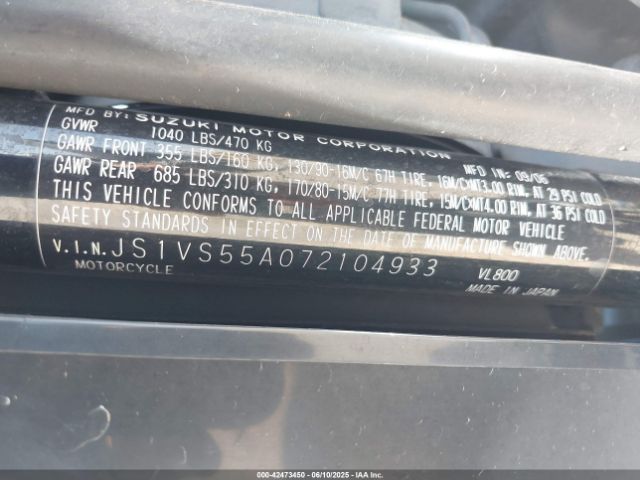 MFD BY: SUZUKI MOTOR CORPORATION MFD IN: 09/06
GVWR 1040 LBS/470 KG
GAWR FRONT 355 LBS/160 KG, 130/90-16M/C 67H TIRE, 16M/CXMT3.00 RIM, AT 29 PSI COLD
GAWR REAR 685 LBS/310 KG, 170/80-15M/C 77H TIRE, 15M/CXMT4.00 RIM, AT 36 PSI COLD
THIS VEHICLE CONFORMS TO ALL APPLICABLE FEDERAL MOTOR VEHICLE
SAFETY STANDARDS IN EFFECT ON THE DATE OF MANUFACTURE SHOWN ABOVE.
V.I.N. JS1VS55A072104933 VL800
MOTORCYCLE MADE IN JAPAN
000-42473450 - 06/10/2025 - IAAI.COM